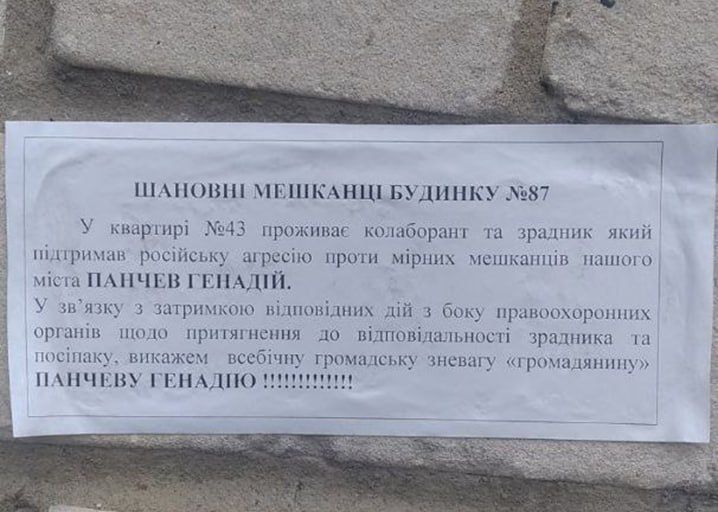 ШАНОВНІ МЕШКАНЦІ БУДИНКУ №87
У квартирі №43 проживає колаборант та зрадник який
підтримав російську агресію проти мірних мешканців нашого
міста ПАНЧЕВ ГЕНАДІЙ.
У зв’язку з затримкою відповідних дій з боку правоохоронних
органів щодо притягнення до відповідальності зрадника та
посіпаку, викажем всебічну громадську зневагу «громадянину»
ПАНЧЕВУ ГЕНАДІЮ !!!!!!!!!!!!!